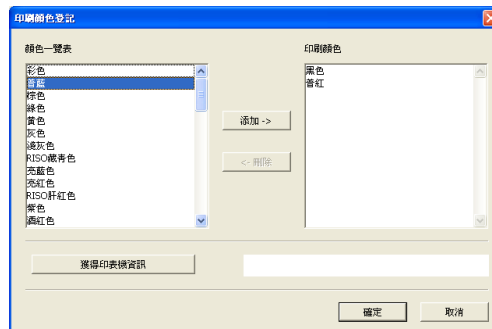 印刷顏色登記
顏色一覽表
彩色
普藍
棕色
綠色
黃色
灰色
淺灰色
RISO藏青色
亮藍色
亮紅色
RISO肝紅色
紫色
酒紅色
添加 ->
<- 刪除
印刷顏色
黑色
普紅
獲得印表機資訊
確定
取消